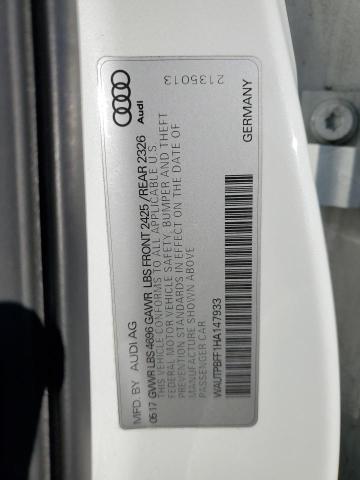 MFD. BY AUDI AG
Audi
05 17 GVWR LBS 4696 GAWR LBS FRONT 2425 / REAR 2326
THIS VEHICLE CONFORMS TO ALL APPLICABLE U S
FEDERAL MOTOR VEHICLE SAFETY, BUMPER AND THEFT
PREVENTION STANDARDS IN EFFECT ON THE DATE OF
MANUFACTURE SHOWN ABOVE
PASSENGER CAR
WAUTPBFF1HA147933
2135013
GERMANY